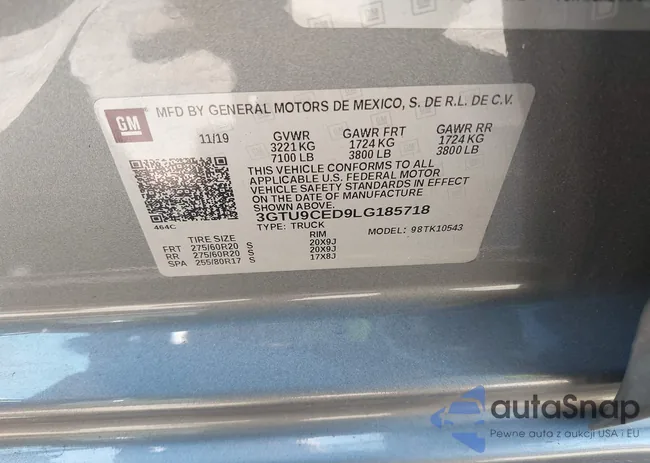 GM
MFD BY GENERAL MOTORS DE MEXICO, S. DE R.L. DE C.V.
11/19 GVWR GAWR FRT GAWR RR
3221 KG 1724 KG 1724 KG
7100 LB 3800 LB 3800 LB
THIS VEHICLE CONFORMS TO ALL
APPLICABLE U.S. FEDERAL MOTOR
VEHICLE SAFETY STANDARDS IN EFFECT
ON THE DATE OF MANUFACTURE
SHOWN ABOVE.
3GTU9CED9LG185718
464C TYPE: TRUCK MODEL: 98TK10543
TIRE SIZE RIM
FRT 275/60R20 S 20X9J
RR 275/60R20 S 20X9J
SPA 255/80R17 S 17X8J
autaSnap
Pewne auta z aukcji USA i EU